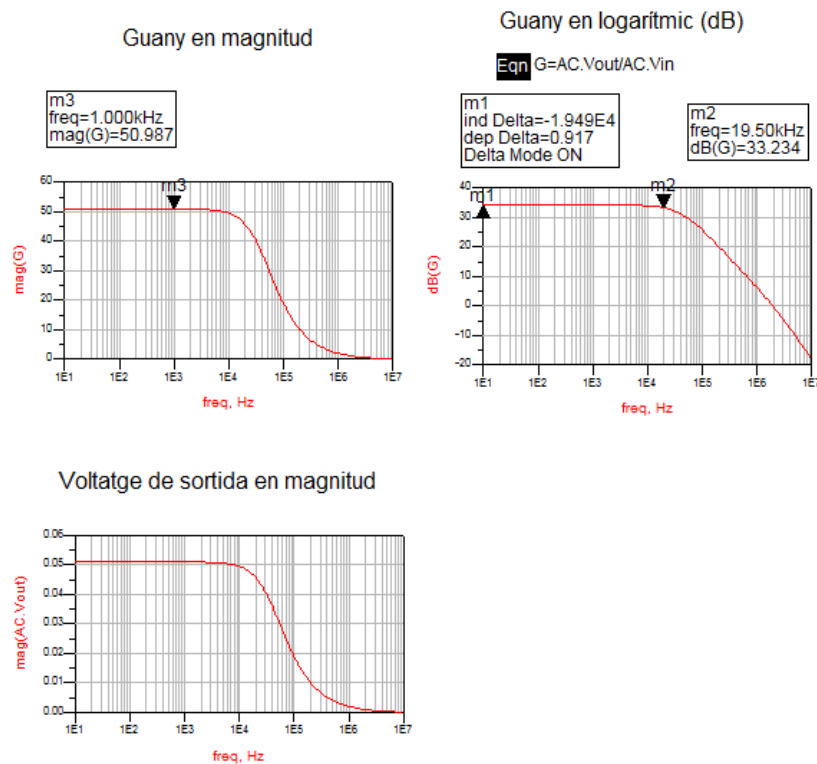 Guany en magnitud
m3
freq=1.000kHz
mag(G)=50.987
m3
60
50
40
30
20
10
0
mag(G)
1E1 1E2 1E3 1E4 1E5 1E6 1E7
freq, Hz
Guany en logarítmic (dB)
Eqn G=AC.Vout/AC.Vin
m1
ind Delta=-1.949E4
dep Delta=0.917
Delta Mode ON
m2
freq=19.50kHz
dB(G)=33.234
m1
m2
40
30
20
10
0
-10
-20
dB(G)
1E1 1E2 1E3 1E4 1E5 1E6 1E7
freq, Hz
Voltatge de sortida en magnitud
0.06
0.05
0.04
0.03
0.02
0.01
0.00
mag(AC.Vout)
1E1 1E2 1E3 1E4 1E5 1E6 1E7
freq, Hz